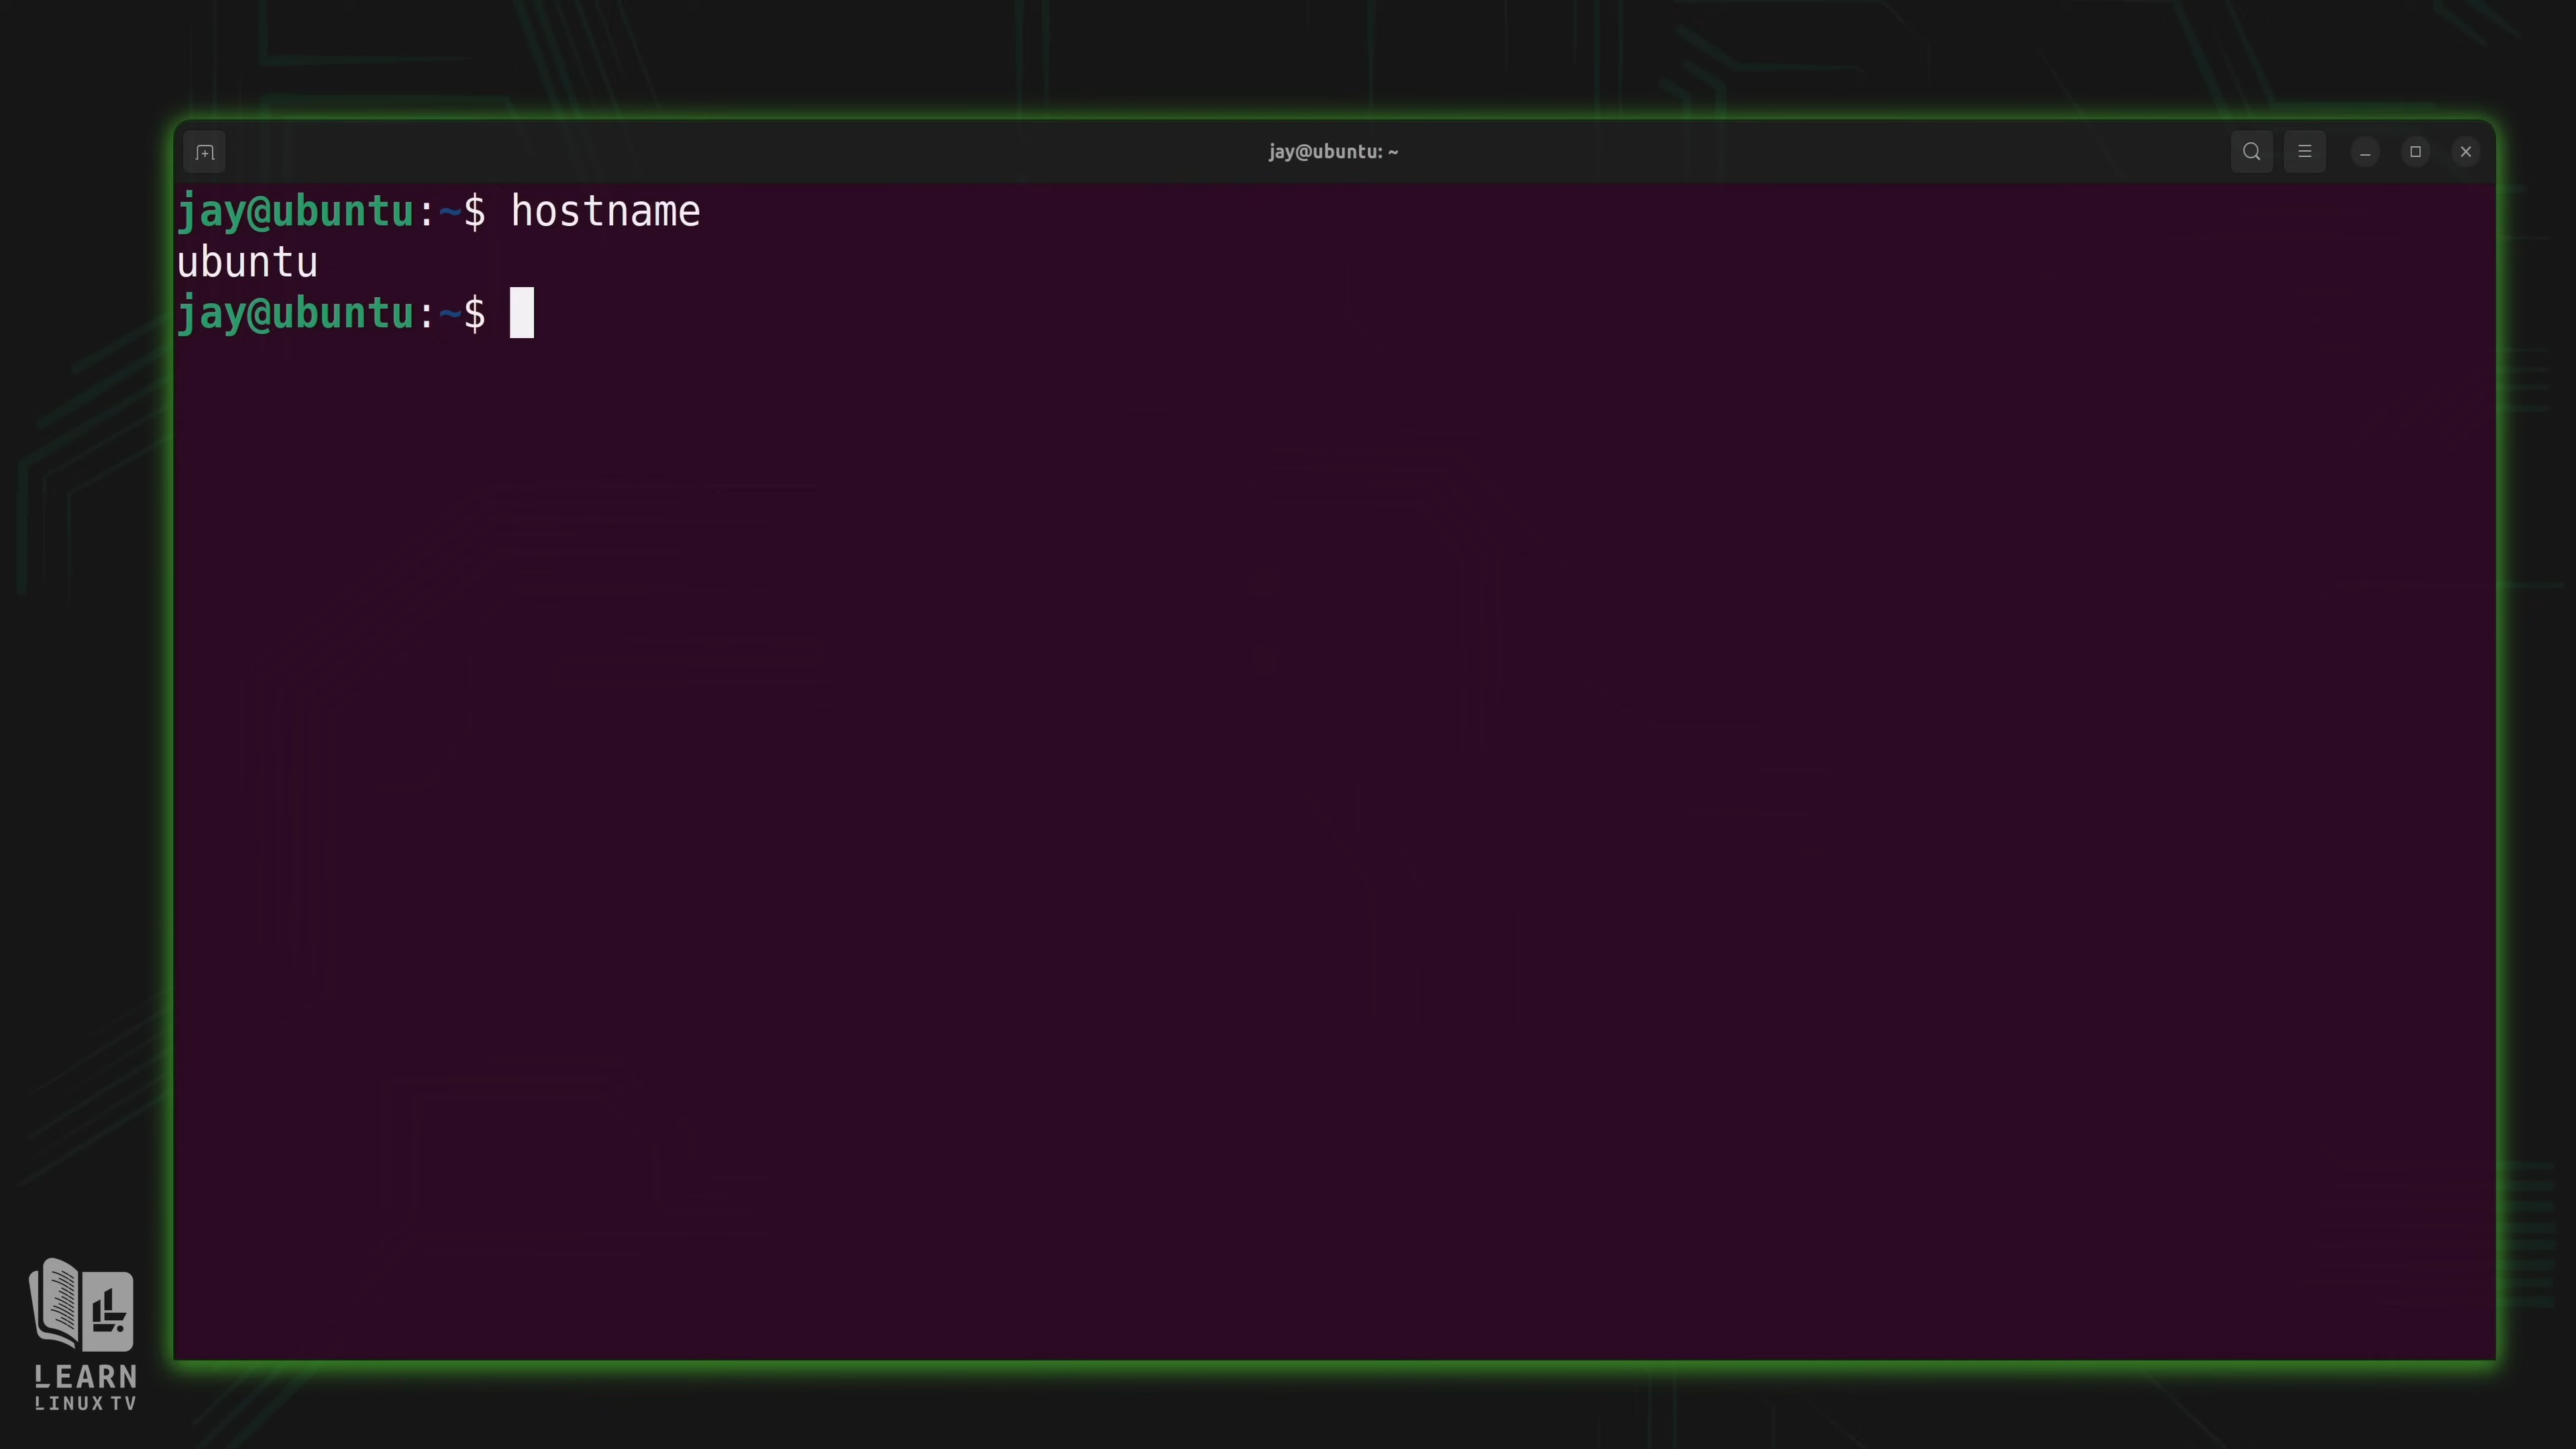 jay@ubuntu: ~
jay@ubuntu:~$ hostname
ubuntu
jay@ubuntu:~$
LEARN
LINUX TV